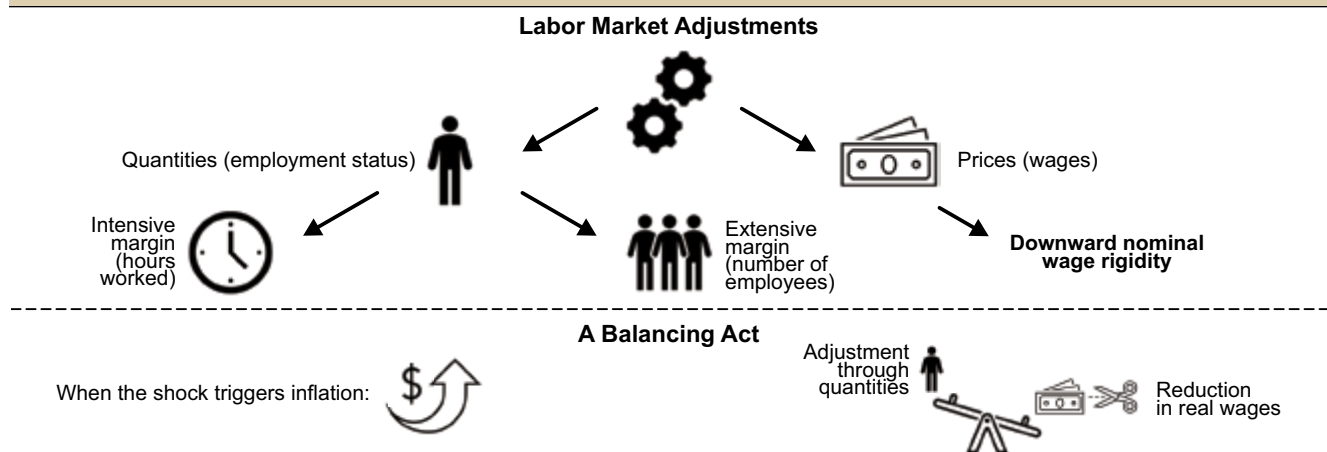 Labor Market Adjustments
Quantities (employment status)
Prices (wages)
Intensive
margin
(hours
worked)
Extensive
margin
(number of
employees)
Downward nominal
wage rigidity
A Balancing Act
When the shock triggers inflation:
$
Adjustment
through
quantities
Reduction
in real wages